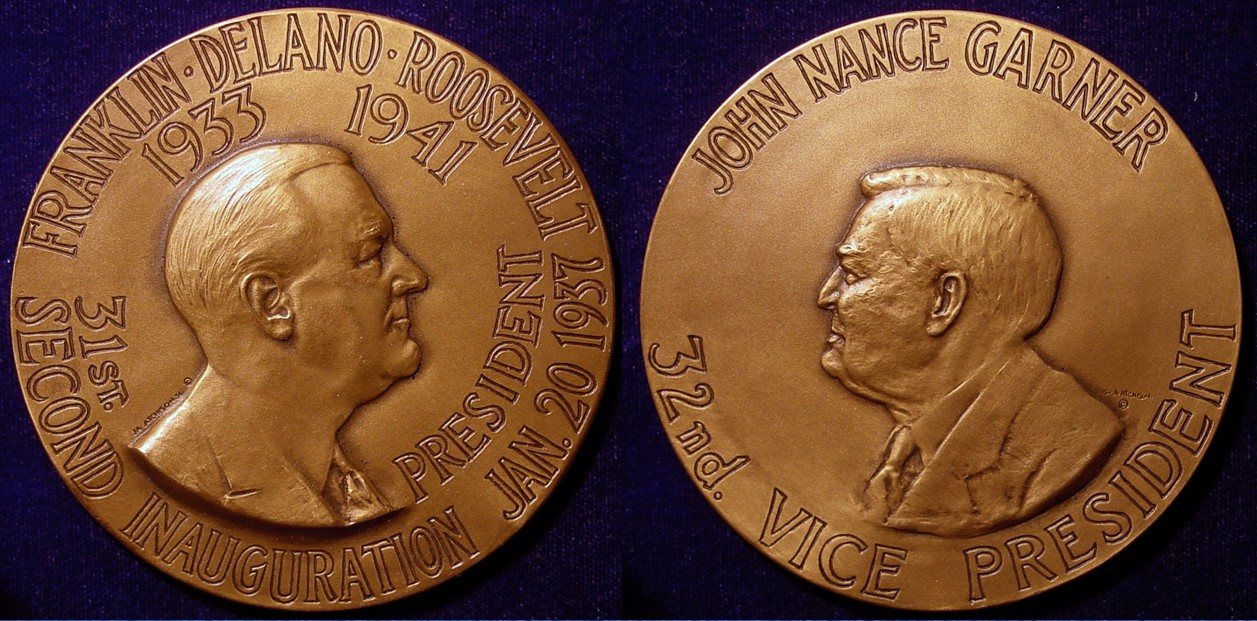 FRANKLIN · DELANO · ROOSEVELT
1933 1941
31ST. PRESIDENT
SECOND INAUGURATION JAN. 20 1937
©
JOHN NANCE GARNER
32nd. VICE PRESIDENT
©